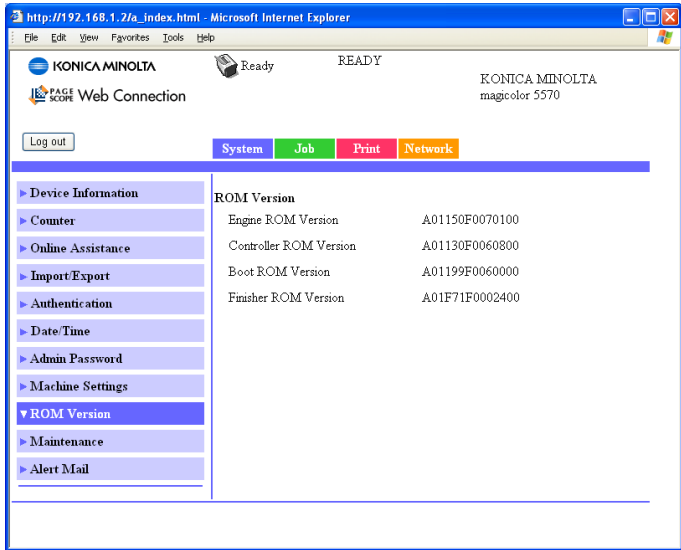 http://192.168.1.2/a_index.html - Microsoft Internet Explorer
File Edit View Favorites Tools Help
KONICA MINOLTA
Ready
READY
KONICA MINOLTA
magicolor 5570
PAGE SCOPE Web Connection
Log out
System Job Print Network
Device Information
Counter
Online Assistance
Import/Export
Authentication
Date/Time
Admin Password
Machine Settings
ROM Version
Maintenance
Alert Mail
ROM Version
Engine ROM Version A01150F0070100
Controller ROM Version A01130F0060800
Boot ROM Version A01199F0060000
Finisher ROM Version A01F71F0002400